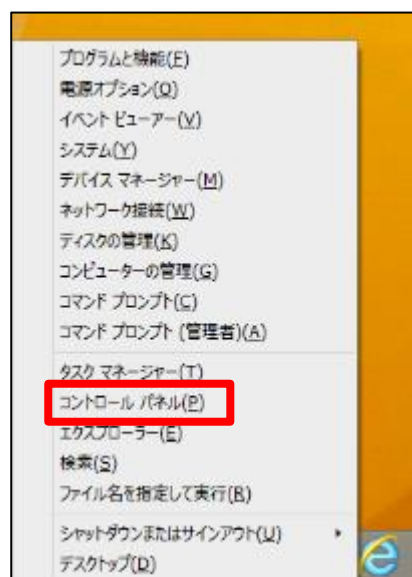 プログラムと機能(F)
電源オプション(O)
イベント ビューアー(V)
システム(Y)
デバイス マネージャー(M)
ネットワーク接続(W)
ディスクの管理(K)
コンピューターの管理(G)
コマンド プロンプト(C)
コマンド プロンプト (管理者)(A)
タスク マネージャー(T)
コントロール パネル(P)
エクスプローラー(E)
検索(S)
ファイル名を指定して実行(R)
シャットダウンまたはサインアウト(U)
デスクトップ(D)